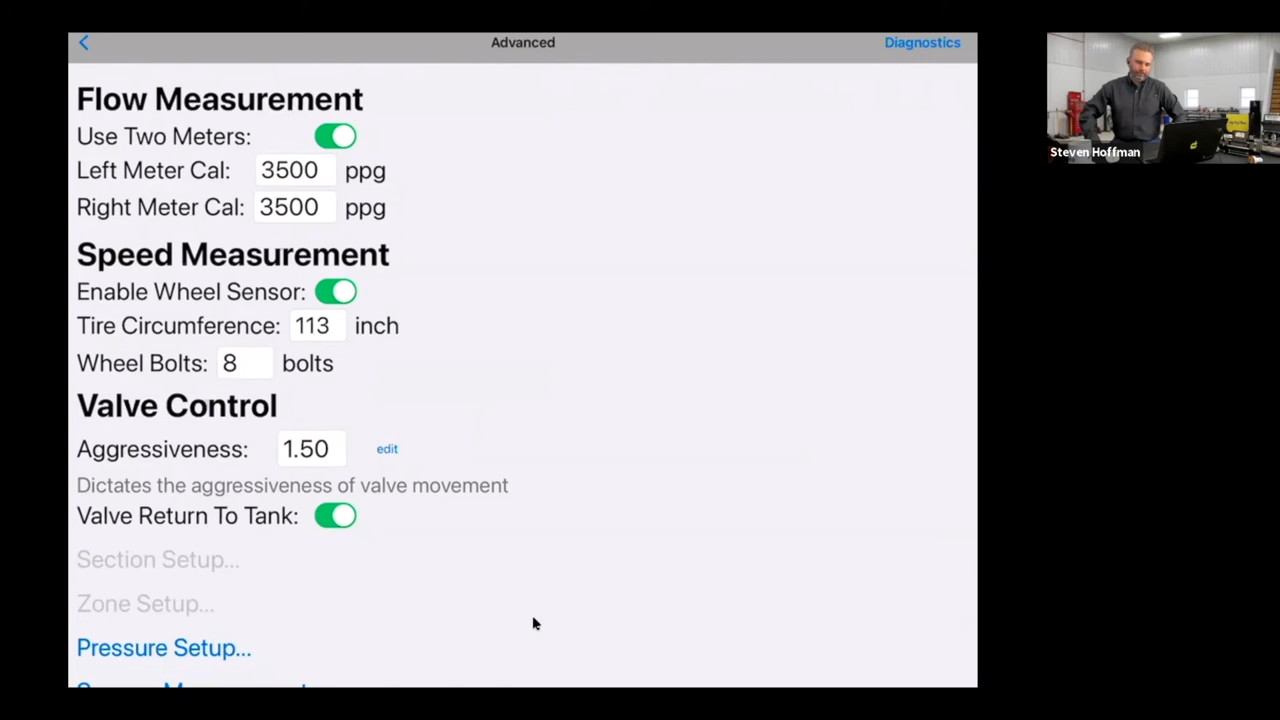 Advanced
Diagnostics
Flow Measurement
Use Two Meters:
Left Meter Cal: 3500 ppg
Right Meter Cal: 3500 ppg
Speed Measurement
Enable Wheel Sensor:
Tire Circumference: 113 inch
Wheel Bolts: 8 bolts
Valve Control
Aggressiveness: 1.50 edit
Dictates the aggressiveness of valve movement
Valve Return To Tank:
Section Setup...
Zone Setup...
Pressure Setup...
Steven Hoffman